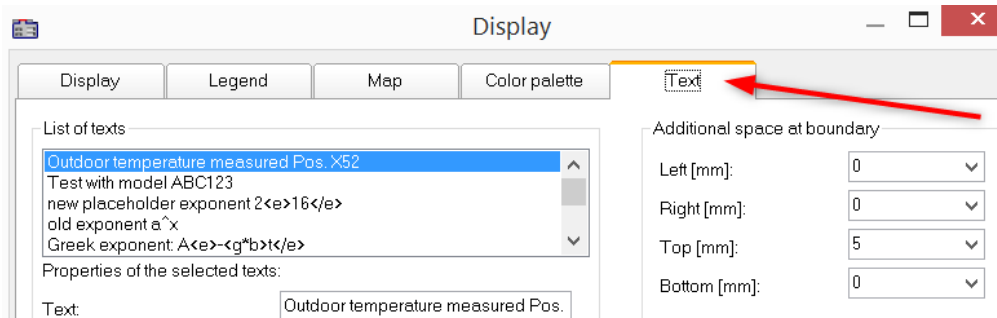 Display
Display Legend Map Color palette Text
List of texts
Outdoor temperature measured Pos. X52
Test with model ABC123
new placeholder exponent 2<e>16</e>
old exponent a^x
Greek exponent: A<e>-<g*b>t</e>
Properties of the selected texts:
Text: Outdoor temperature measured Pos.
Additional space at boundary
Left [mm]: 0
Right [mm]: 0
Top [mm]: 5
Bottom [mm]: 0